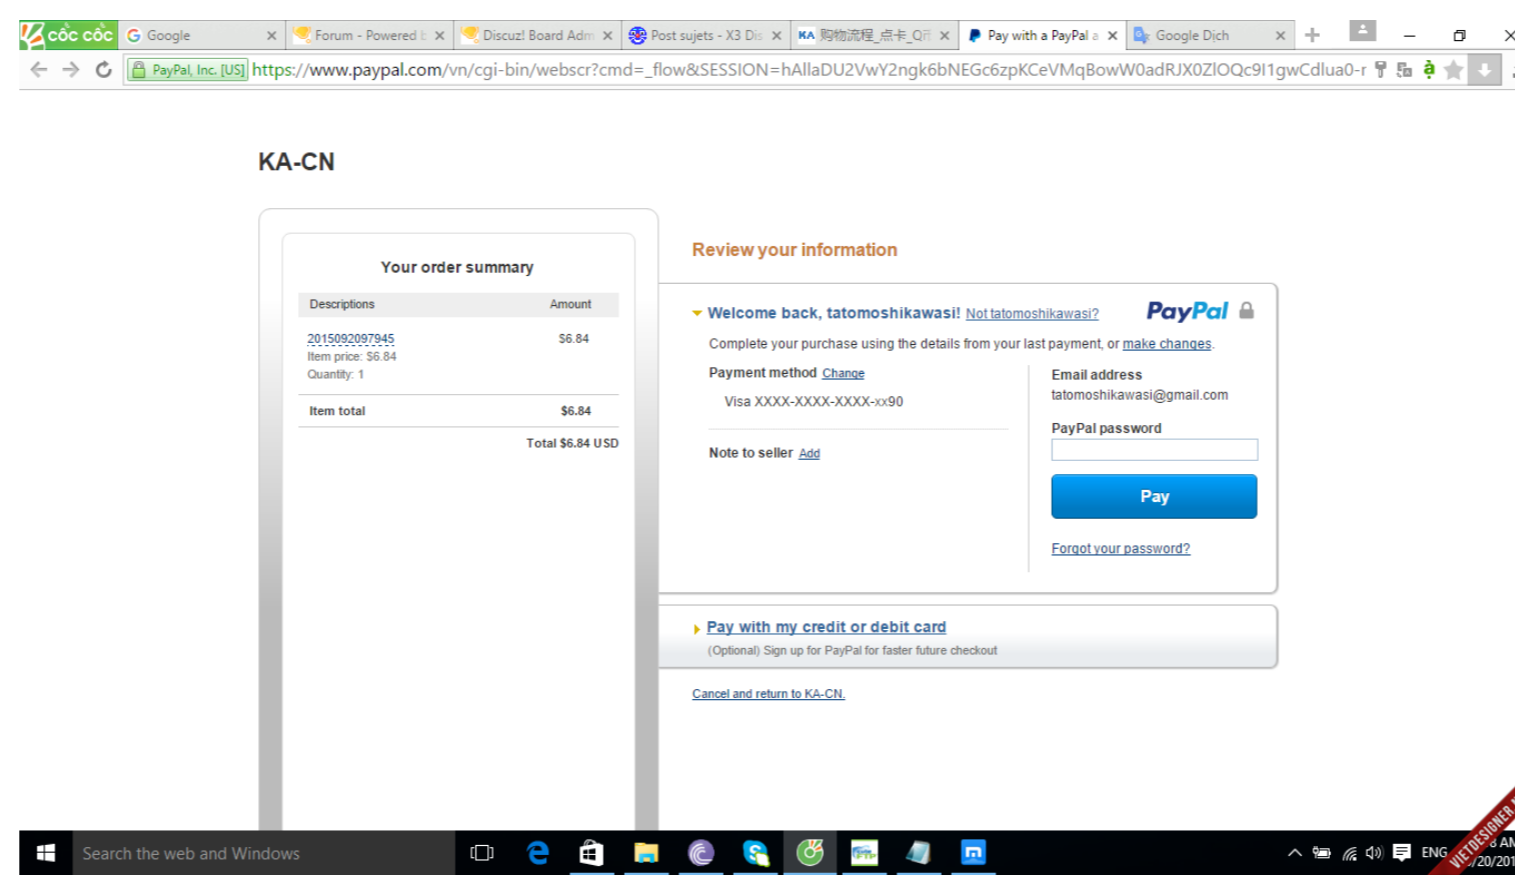 cốc cốc
Google
Forum - Powered b
Discuz! Board Adm
Post sujets - X3 Dis
KA 购物流程_点卡_Q币
Pay with a PayPal a
Google Dịch
PayPal, Inc. [US]
https://www.paypal.com/vn/cgi-bin/webscr?cmd=_flow&SESSION=
KA-CN
Your order summary
Descriptions Amount
2015092097945 $6.84
Item price: $6.84
Quantity: 1
Item total $6.84
Total $6.84 USD
Review your information
Welcome back, tatomoshikawasi! Not tatomoshikawasi?
PayPal
Complete your purchase using the details from your last payment, or make changes.
Payment method Change
Visa XXXX-XXXX-XXXX-xx90
Note to seller Add
Email address
tatomoshikawasi@gmail.com
PayPal password
Pay
Forgot your password?
Pay with my credit or debit card
(Optional) Sign up for PayPal for faster future checkout
Cancel and return to KA-CN.
Search the web and Windows
FTP
ENG
VIETDESIGNER